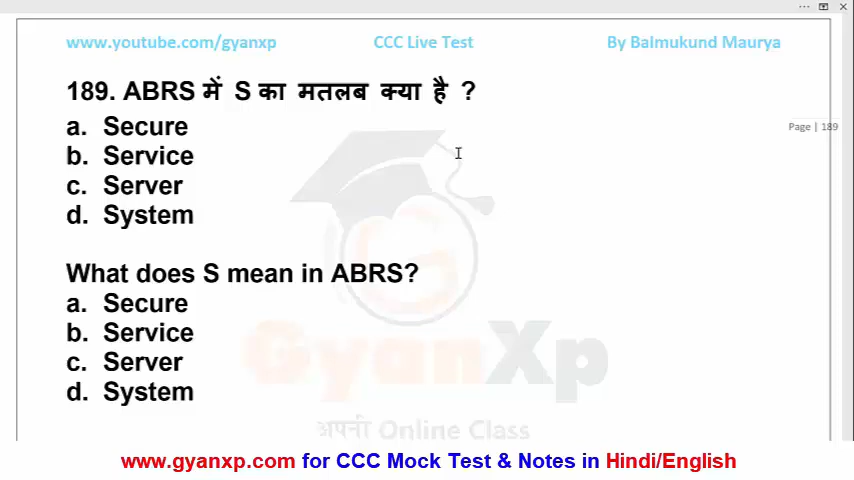 www.youtube.com/gyanxp CCC Live Test By Balmukund Maurya
189. ABRS में S का मतलब क्या है ?
Page | 189
a. Secure
b. Service
c. Server
d. System
What does S mean in ABRS?
a. Secure
b. Service
c. Server
d. System
GyanXp
अपनी Online Class
www.gyanxp.com for CCC Mock Test & Notes in Hindi/English